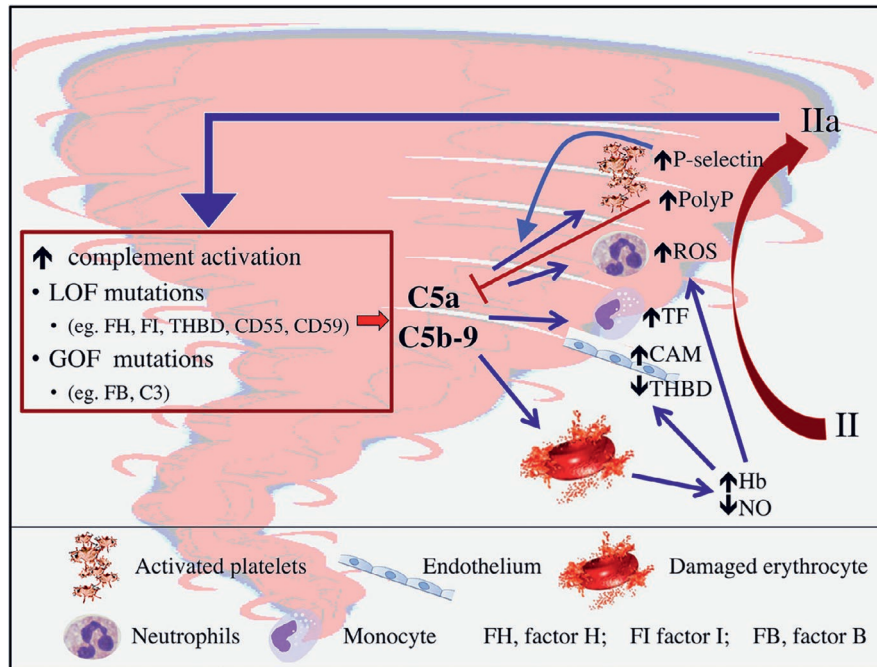 IIa
🡅P-selectin
🡅PolyP
🡅ROS
🡅 complement activation
• LOF mutations
• (eg. FH, FI, THBD, CD55, CD59)
• GOF mutations
• (eg. FB, C3)
C5a
C5b-9
🡅TF
🡅CAM
🡇THBD
II
🡅Hb
🡇NO
Activated platelets
Endothelium
Damaged erythrocyte
Neutrophils
Monocyte
FH, factor H; FI factor I; FB, factor B